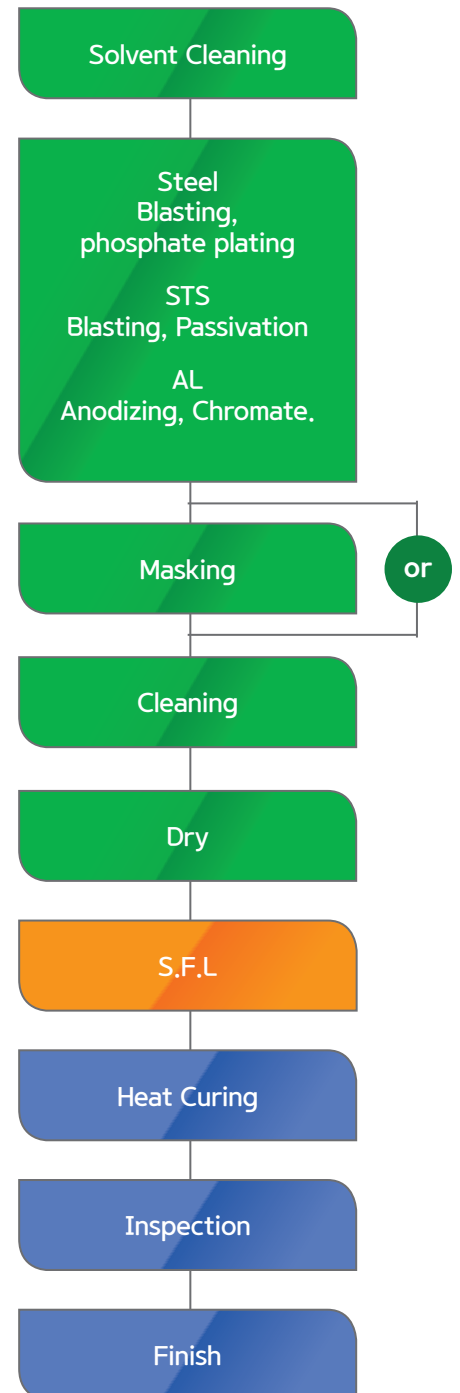 Solvent Cleaning
Steel
Blasting,
phosphate plating
STS
Blasting, Passivation
AL
Anodizing, Chromate.
Masking
or
Cleaning
Dry
S.F.L
Heat Curing
Inspection
Finish